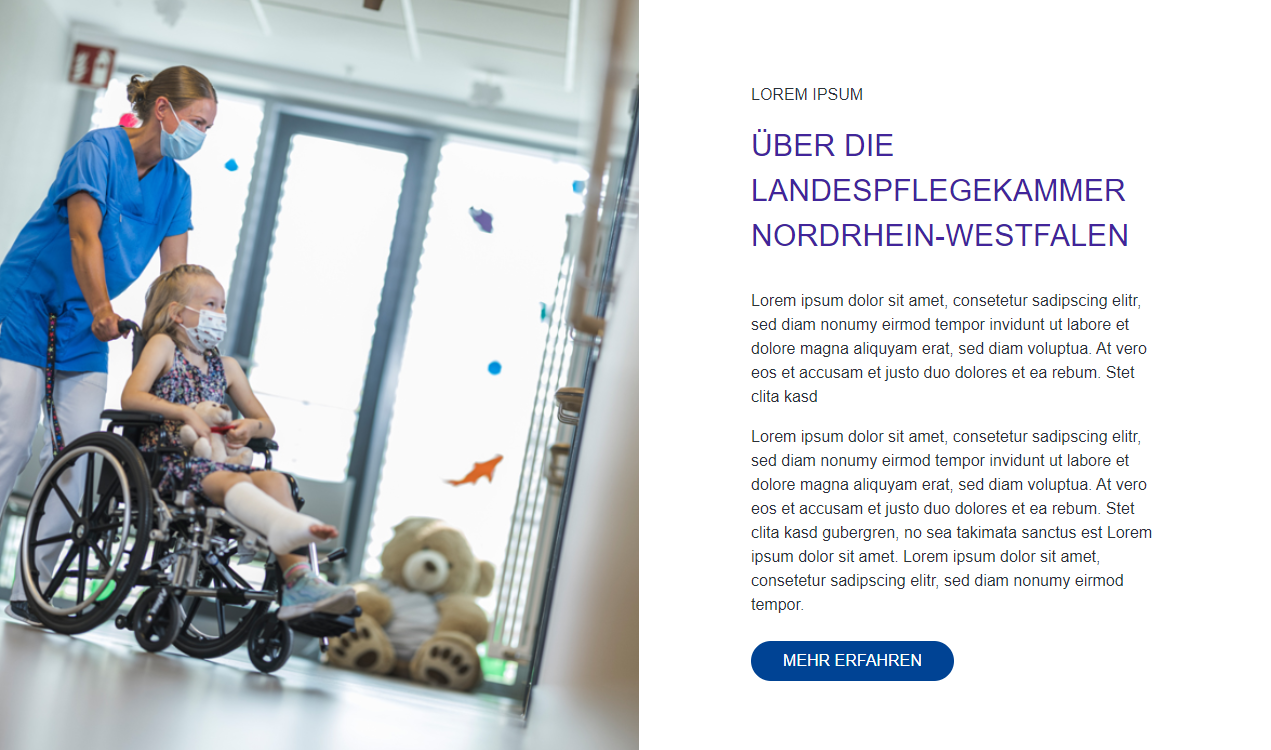 LOREM IPSUM
ÜBER DIE
LANDESPFLEGEKAMMER
NORDRHEIN-WESTFALEN
Lorem ipsum dolor sit amet, consetetur sadipscing elitr,
sed diam nonumy eirmod tempor invidunt ut labore et
dolore magna aliquyam erat, sed diam voluptua. At vero
eos et accusam et justo duo dolores et ea rebum. Stet
clita kasd
Lorem ipsum dolor sit amet, consetetur sadipscing elitr,
sed diam nonumy eirmod tempor invidunt ut labore et
dolore magna aliquyam erat, sed diam voluptua. At vero
eos et accusam et justo duo dolores et ea rebum. Stet
clita kasd gubergren, no sea takimata sanctus est Lorem
ipsum dolor sit amet. Lorem ipsum dolor sit amet,
consetetur sadipscing elitr, sed diam nonumy eirmod
tempor.
MEHR ERFAHREN